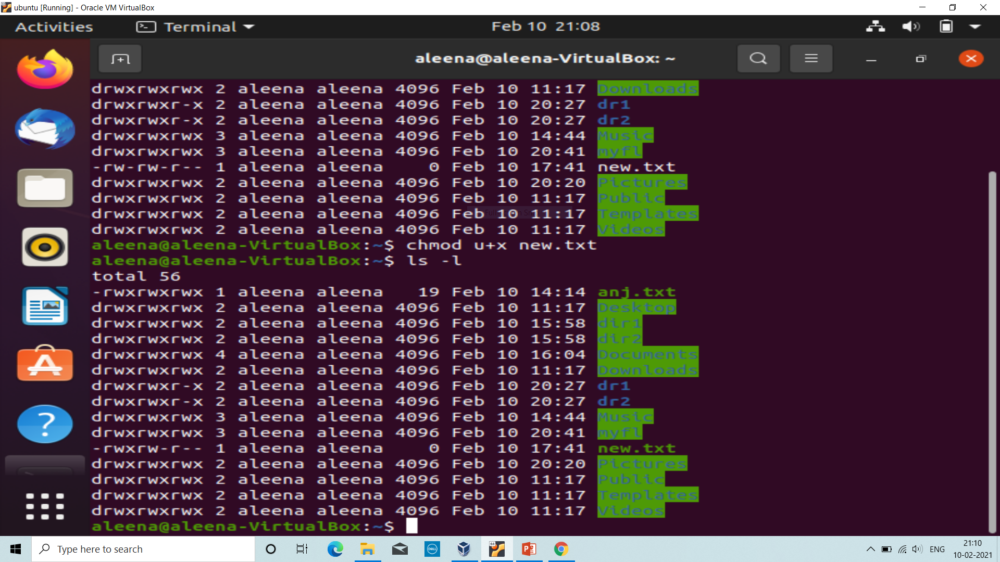 ubuntu [Running] - Oracle VM VirtualBox
Activities Terminal Feb 10 21:08
aleena@aleena-VirtualBox: ~
drwxrwxrwx 2 aleena aleena 4096 Feb 10 11:17 Downloads
drwxrwxr-x 2 aleena aleena 4096 Feb 10 20:27 dr1
drwxrwxr-x 2 aleena aleena 4096 Feb 10 20:27 dr2
drwxrwxrwx 3 aleena aleena 4096 Feb 10 14:44 Music
drwxrwxrwx 3 aleena aleena 4096 Feb 10 20:41 myfl
-rw-rw-r-- 1 aleena aleena 0 Feb 10 17:41 new.txt
drwxrwxrwx 2 aleena aleena 4096 Feb 10 20:20 Pictures
drwxrwxrwx 2 aleena aleena 4096 Feb 10 11:17 Public
drwxrwxrwx 2 aleena aleena 4096 Feb 10 11:17 Templates
drwxrwxrwx 2 aleena aleena 4096 Feb 10 11:17 Videos
aleena@aleena-VirtualBox:~$ chmod u+x new.txt
aleena@aleena-VirtualBox:~$ ls -l
total 56
-rwxrwxrwx 1 aleena aleena 19 Feb 10 14:14 anj.txt
drwxrwxrwx 2 aleena aleena 4096 Feb 10 11:17 Desktop
drwxrwxrwx 2 aleena aleena 4096 Feb 10 15:58 dir1
drwxrwxrwx 2 aleena aleena 4096 Feb 10 15:58 dir2
drwxrwxrwx 4 aleena aleena 4096 Feb 10 16:04 Documents
drwxrwxrwx 2 aleena aleena 4096 Feb 10 11:17 Downloads
drwxrwxr-x 2 aleena aleena 4096 Feb 10 20:27 dr1
drwxrwxr-x 2 aleena aleena 4096 Feb 10 20:27 dr2
drwxrwxrwx 3 aleena aleena 4096 Feb 10 14:44 Music
drwxrwxrwx 3 aleena aleena 4096 Feb 10 20:41 myfl
-rwxrw-r-- 1 aleena aleena 0 Feb 10 17:41 new.txt
drwxrwxrwx 2 aleena aleena 4096 Feb 10 20:20 Pictures
drwxrwxrwx 2 aleena aleena 4096 Feb 10 11:17 Public
drwxrwxrwx 2 aleena aleena 4096 Feb 10 11:17 Templates
drwxrwxrwx 2 aleena aleena 4096 Feb 10 11:17 Videos
aleena@aleena-VirtualBox:~$
Type here to search
DELL
64
ENG
21:10
10-02-2021